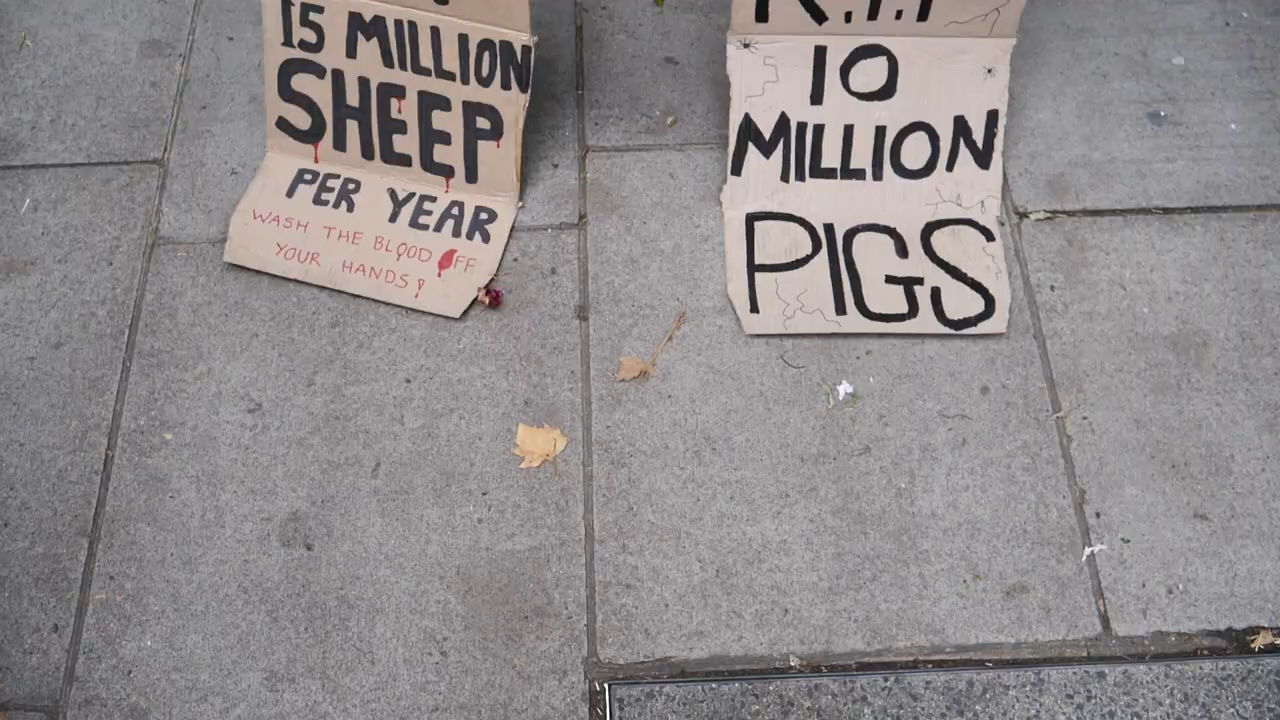 15 MILLION
SHEEP
PER YEAR
WASH THE BLOOD OFF
YOUR HANDS!
R.I.P
10
MILLION
PIGS